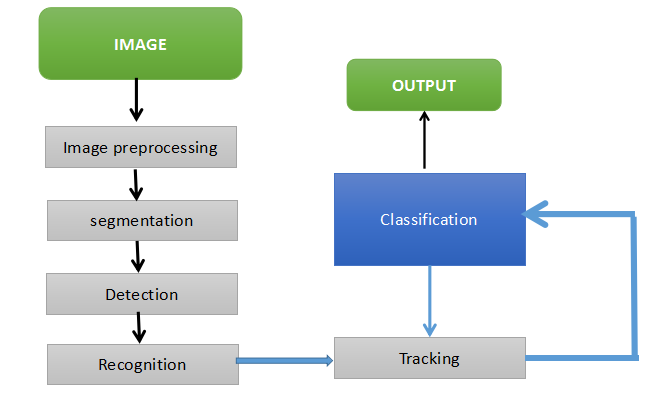 IMAGE
Image preprocessing
segmentation
Detection
Recognition
OUTPUT
Classification
Tracking